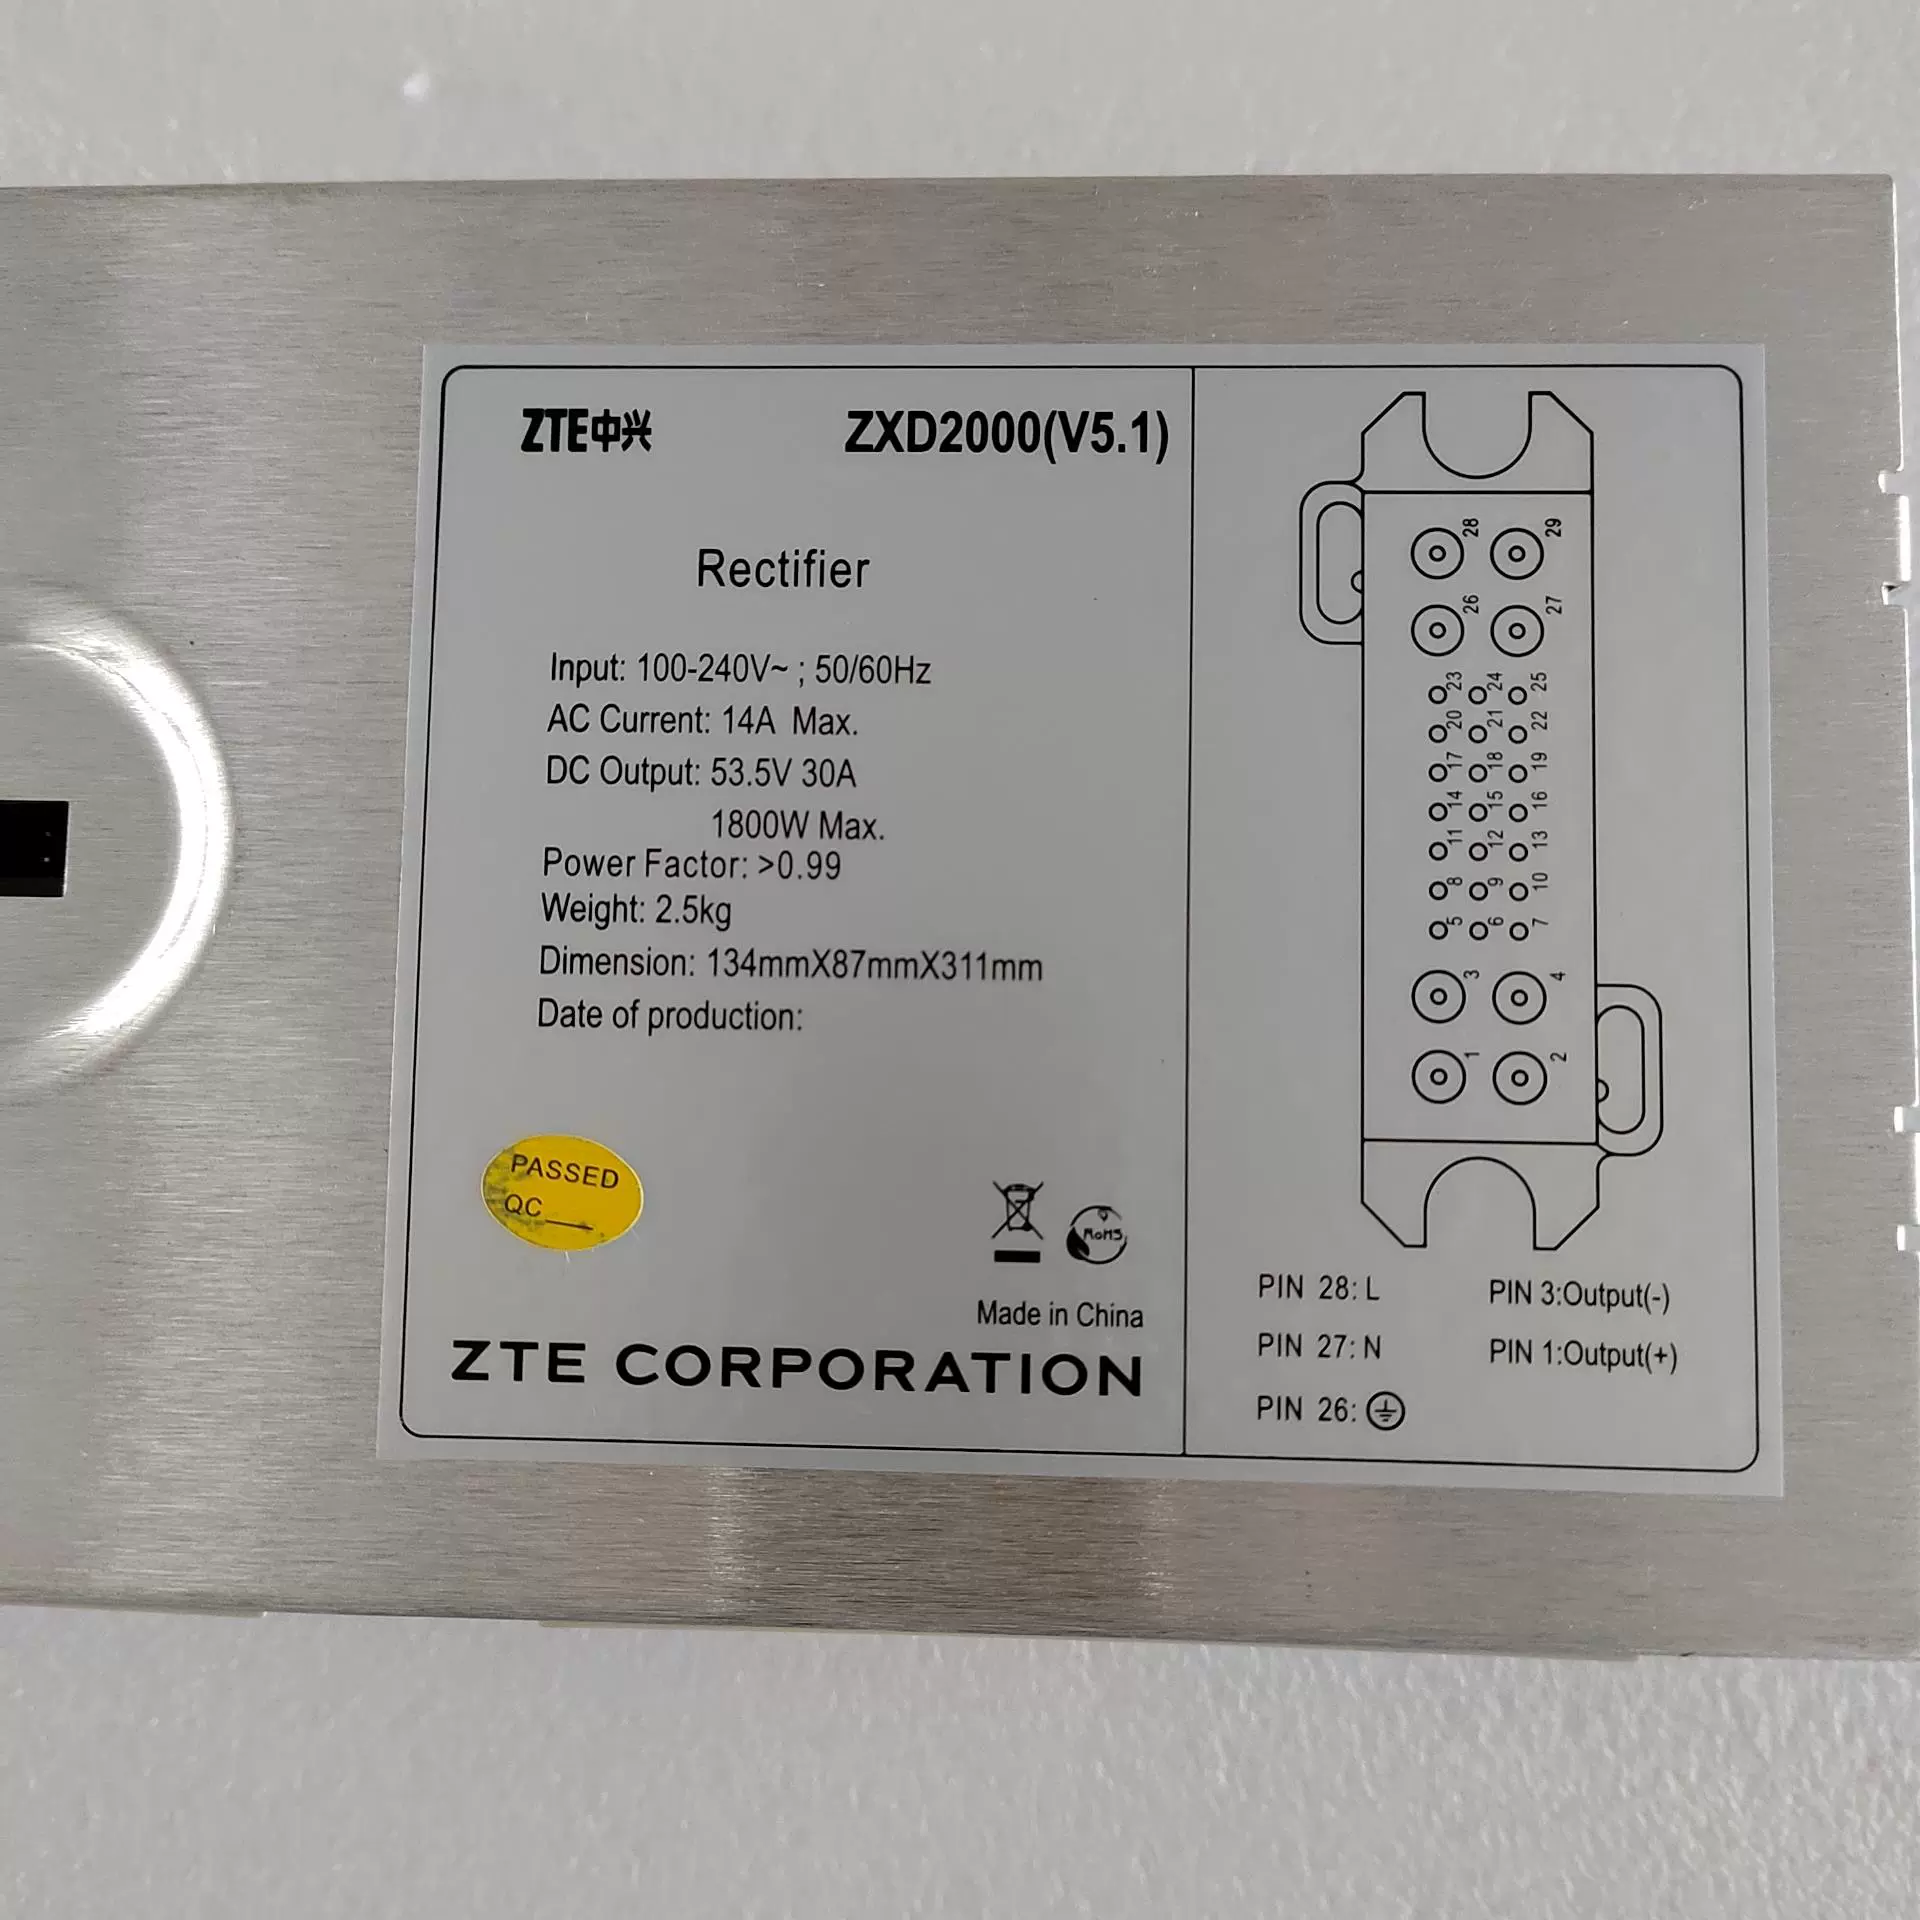 ZTE中兴 ZXD2000(V5.1)
Rectifier
Input: 100-240V~ ; 50/60Hz
AC Current: 14A Max.
DC Output: 53.5V 30A
1800W Max.
Power Factor: >0.99
Weight: 2.5kg
Dimension: 134mmX87mmX311mm
Date of production:
PASSED
QC
RoHS
Made in China
ZTE CORPORATION
28 29
26 27
23 24 25
20 21 22
17 18 19
14 15 16
11 12 13
8 9 10
5 6 7
3 4
1 2
PIN 28: L PIN 3:Output(-)
PIN 27: N PIN 1:Output(+)
PIN 26: